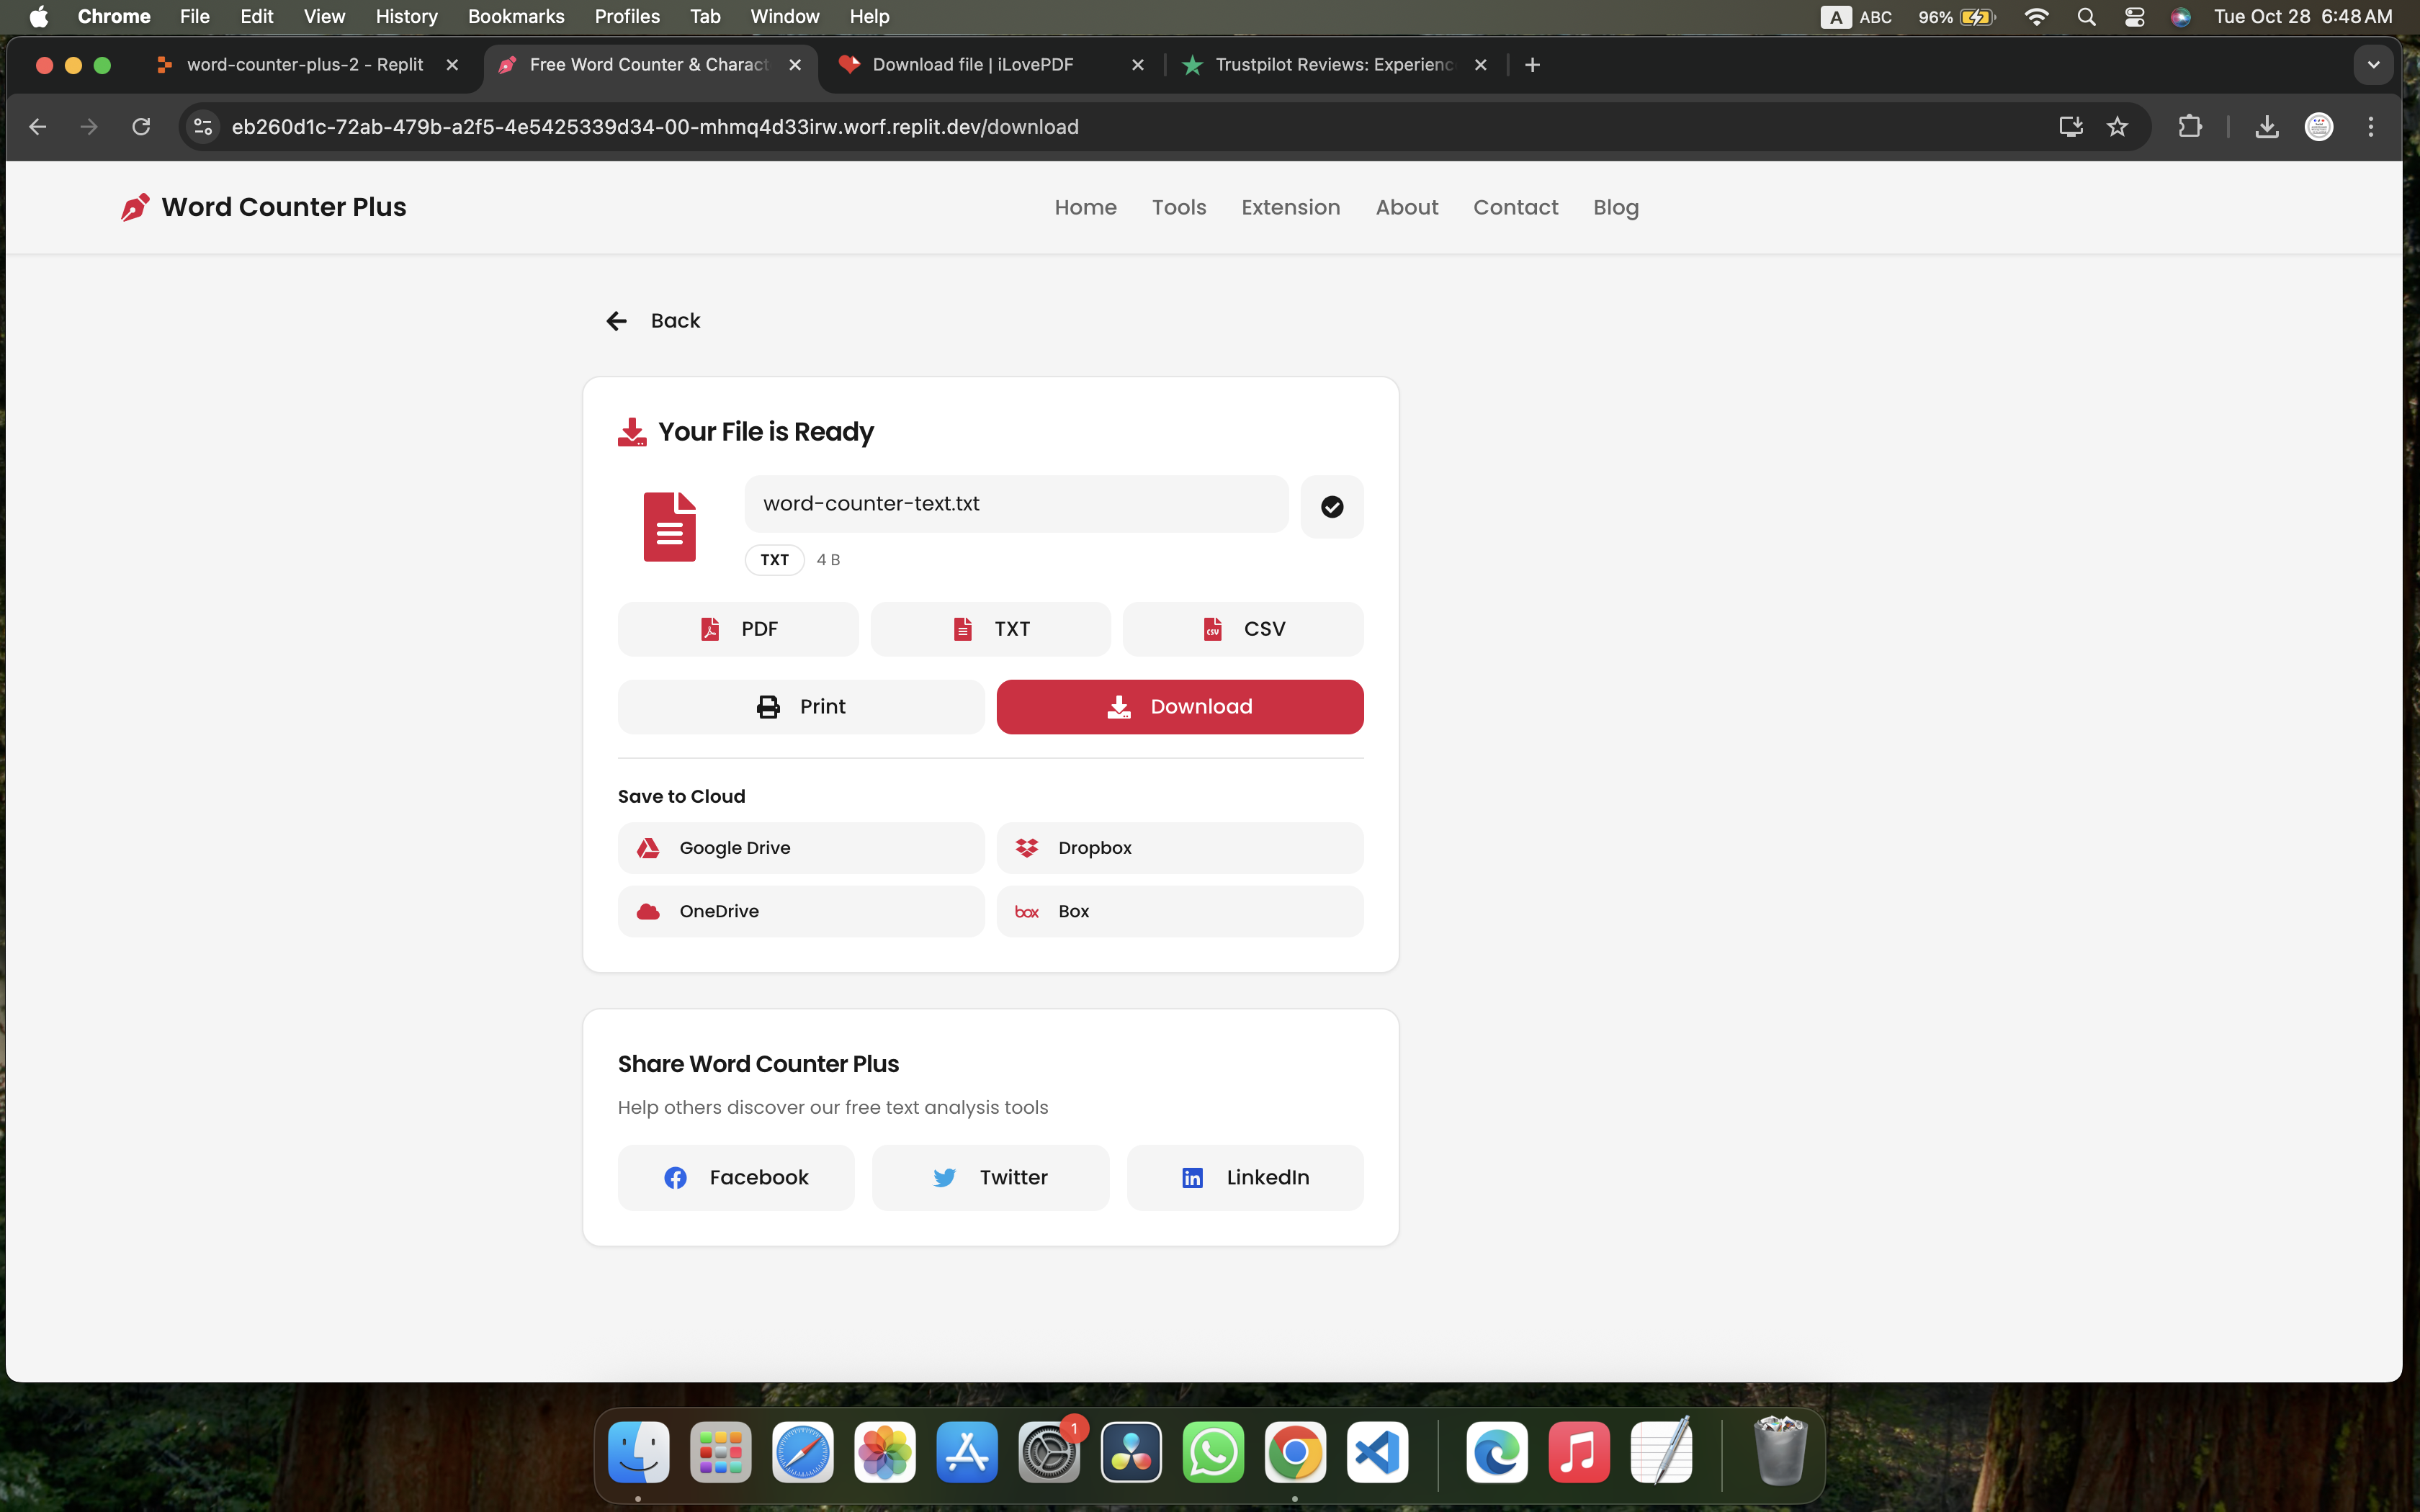 Chrome File Edit View History Bookmarks Profiles Tab Window Help A ABC 96% Tue Oct 28 6:48 AM
word-counter-plus-2 - Replit Free Word Counter & Charact Download file | iLovePDF Trustpilot Reviews: Experienc
eb260d1c-72ab-479b-a2f5-4e5425339d34-00-mhmq4d33irw.worf.replit.dev/download
Word Counter Plus Home Tools Extension About Contact Blog
Back
Your File is Ready
word-counter-text.txt
TXT 4 B
PDF TXT CSV CSV
Print Download
Save to Cloud
Google Drive Dropbox
OneDrive box Box
Share Word Counter Plus
Help others discover our free text analysis tools
Facebook in LinkedIn Twitter
1